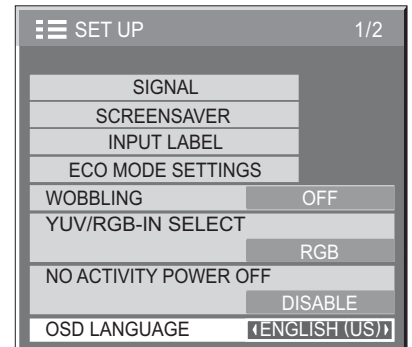 SET UP 1/2
SIGNAL
SCREENSAVER
INPUT LABEL
ECO MODE SETTINGS
WOBBLING OFF
YUV/RGB-IN SELECT
RGB
NO ACTIVITY POWER OFF
DISABLE
OSD LANGUAGE ENGLISH (US)